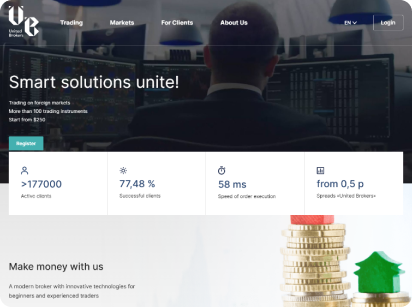 United
Brokers
Trading
Markets
For Clients
About Us
EN
Login
Smart solutions unite!
Trading on foreign markets
More than 100 trading instruments
Start from $250
Register
>177000
Active clients
77,48 %
Successful clients
58 ms
Speed of order execution
from 0,5 p
Spreads «United Brokers»
Make money with us
A modern broker with innovative technologies for
beginners and experienced traders